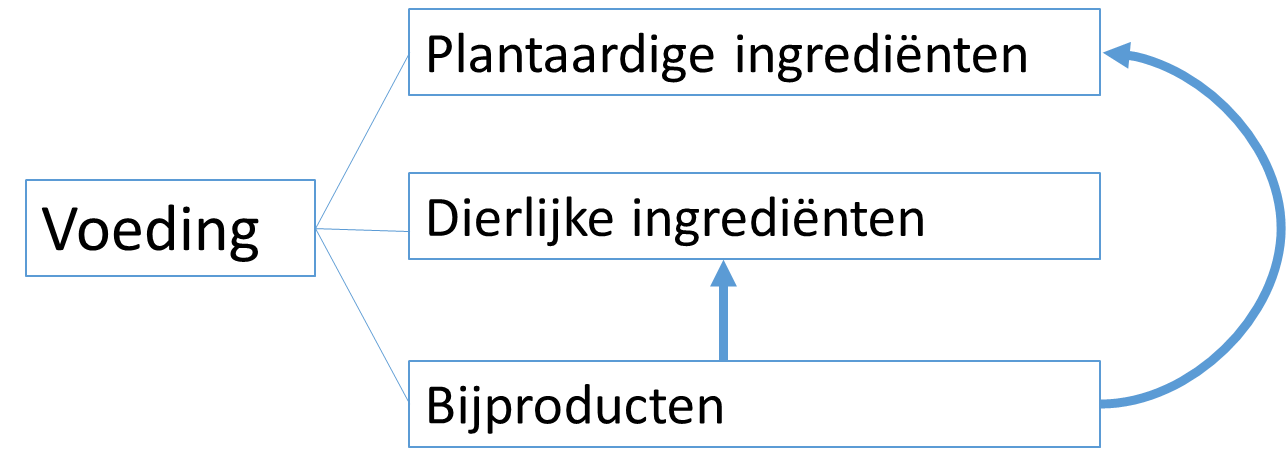 Plantaardige ingrediënten
Voeding
Dierlijke ingrediënten
Bijproducten